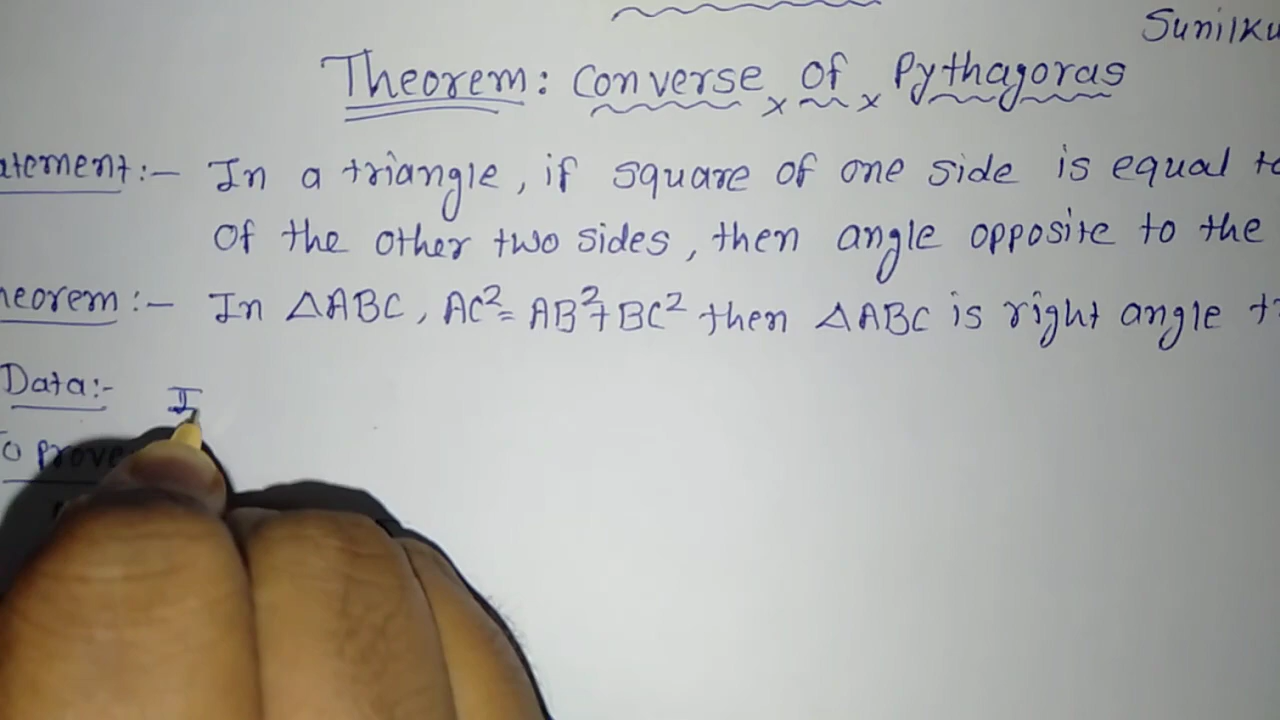 Sunilku
Theorem: Converse of Pythagoras
atement:- In a triangle, if square of one side is equal to
of the other two sides, then angle opposite to the
heorem:- In △ABC, AC²= AB²+BC² then △ABC is right angle t
Data:- I
To prove